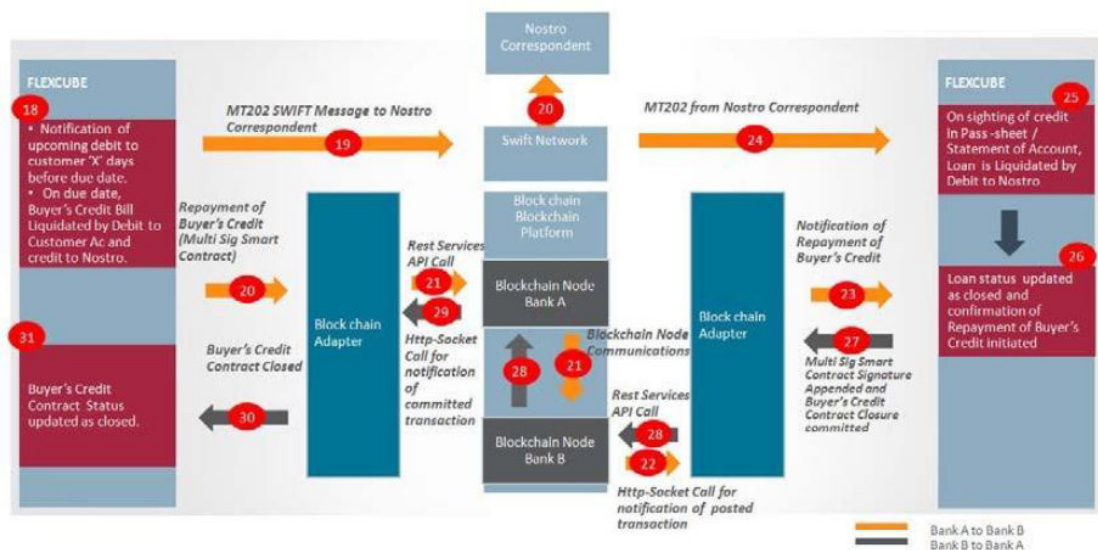 Nostro
Correspondent
20
Swift Network
Block chain
Blockchain
Platform
Blockchain Node
Bank A
Blockchain Node
Bank B
FLEXCUBE
18
• Notification of
upcoming debit to
customer 'X' days
before due date.
• On due date,
Buyer's Credit Bill
Liquidated by Debit to
Customer Ac and
credit to Nostro.
31
Buyer's Credit
Contract Status
updated as closed.
MT202 SWIFT Message to Nostro
Correspondent
19
Repayment of
Buyer's Credit
(Multi Sig Smart
Contract)
20
Buyer's Credit
Contract Closed
30
Block chain
Adapter
Rest Services
API Call
21
29
Http-Socket
Call for
notification
of
committed
transaction
28
21
Blockchain Node
Communications
Rest Services
API Call
28
22
Http-Socket Call for
notification of posted
transaction
MT202 from Nostro Correspondent
24
Block chain
Adapter
Notification of
Repayment of
Buyer's Credit
23
27
Multi Sig Smart
Contract Signature
Appended and
Buyer's Credit
Contract Closure
committed
FLEXCUBE
25
On sighting of credit
In Pass -sheet /
Statement of Account,
Loan is Liquidated by
Debit to Nostro
26
Loan status updated
as closed and
confirmation of
Repayment of Buyer's
Credit initiated
Bank A to Bank B
Bank B to Bank A